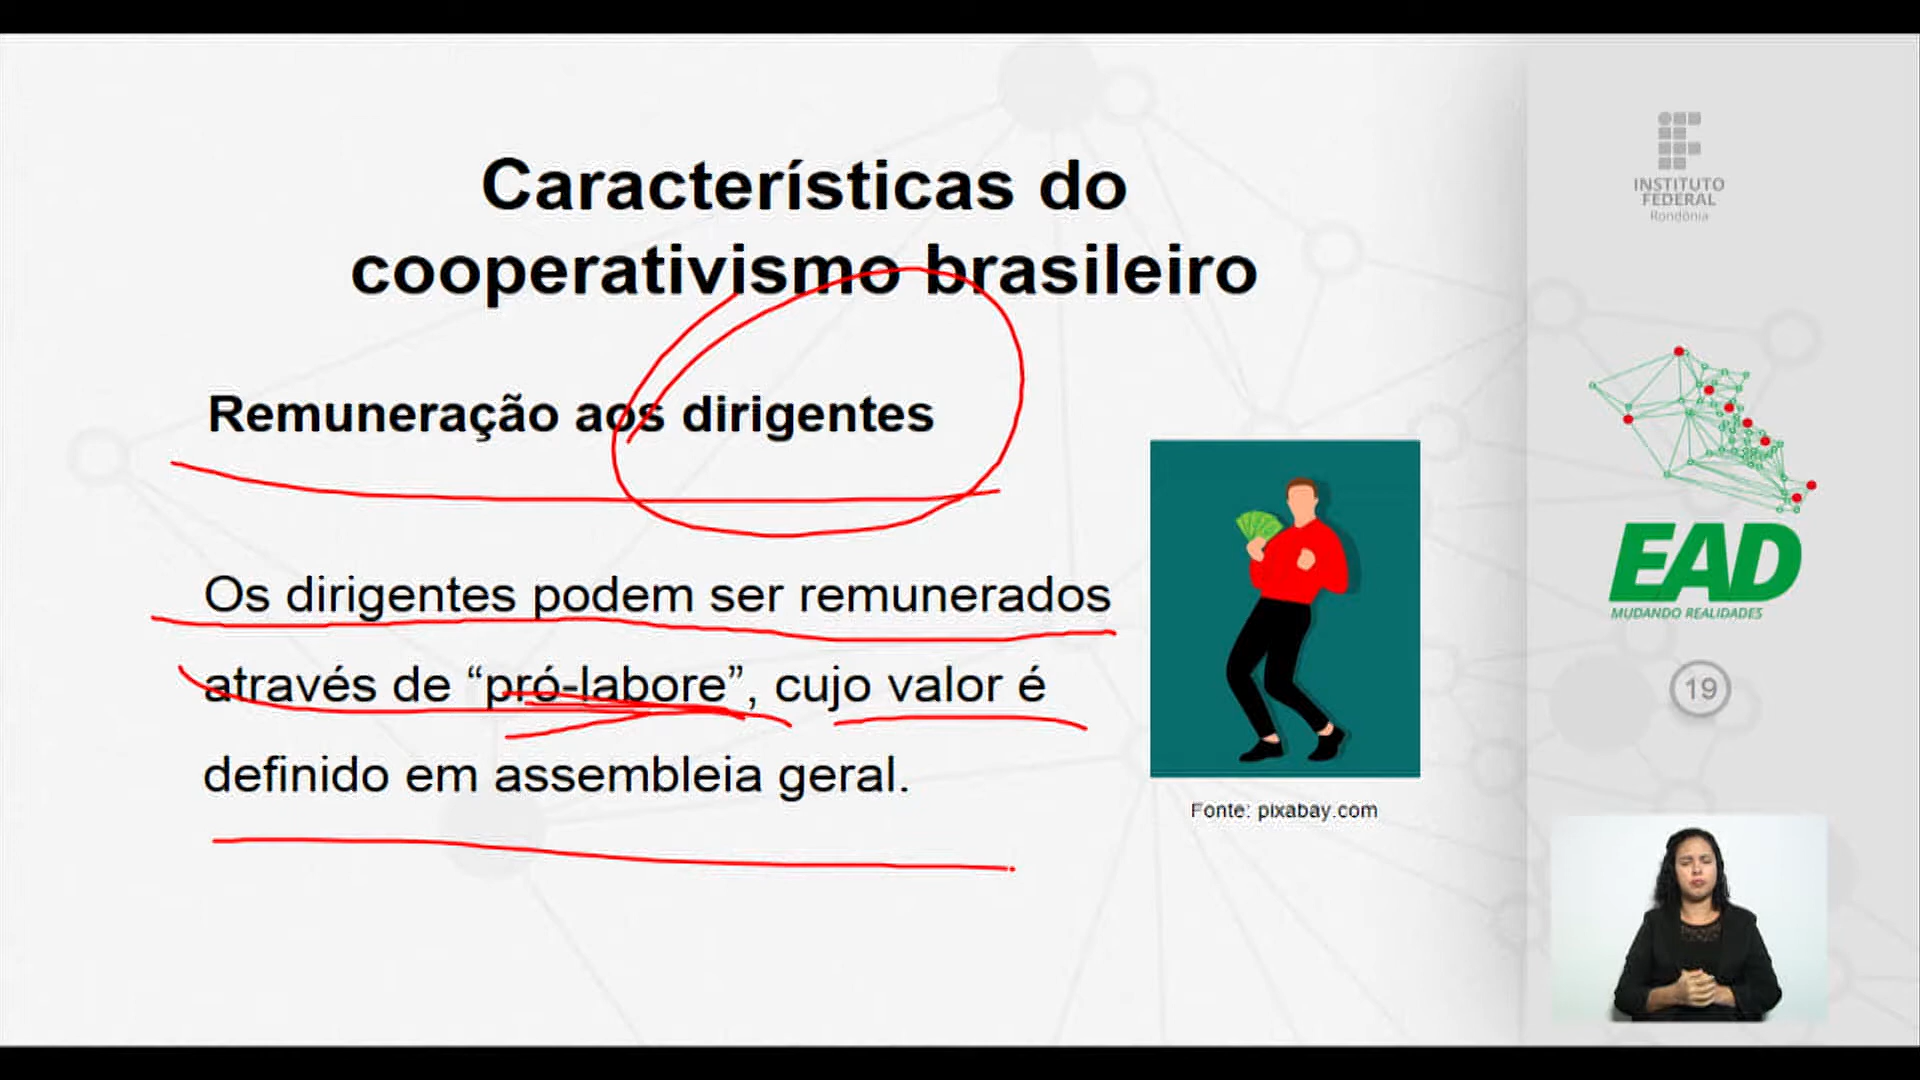 Características do
cooperativismo brasileiro
Remuneração aos dirigentes
Os dirigentes podem ser remunerados
através de “pró-labore”, cujo valor é
definido em assembleia geral.
Fonte: pixabay.com
INSTITUTO
FEDERAL
Rondônia
EAD
MUDANDO REALIDADES
19